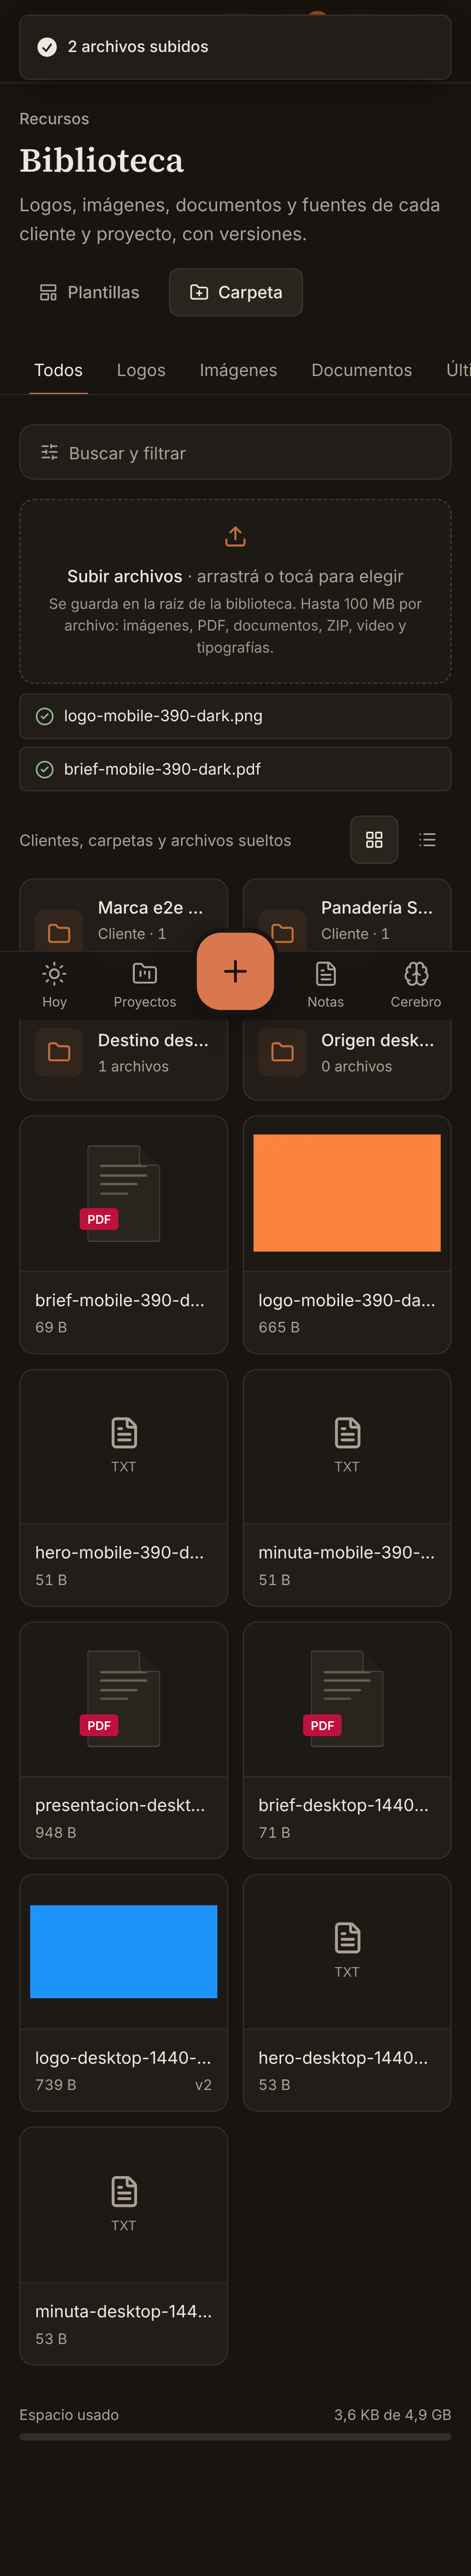 2 archivos subidos
Recursos
Biblioteca
Logos, imágenes, documentos y fuentes de cada
cliente y proyecto, con versiones.
Plantillas
Carpeta
Todos Logos Imágenes Documentos Últi
Buscar y filtrar
Subir archivos · arrastrá o tocá para elegir
Se guarda en la raíz de la biblioteca. Hasta 100 MB por
archivo: imágenes, PDF, documentos, ZIP, video y
tipografías.
logo-mobile-390-dark.png
brief-mobile-390-dark.pdf
Clientes, carpetas y archivos sueltos
Marca e2e ... Panadería S...
Cliente · 1 Cliente · 1
Hoy Proyectos Notas Cerebro
Destino des... Origen desk...
1 archivos 0 archivos
PDF
brief-mobile-390-d... logo-mobile-390-da...
69 B 665 B
TXT TXT
hero-mobile-390-d... minuta-mobile-390-...
51 B 51 B
PDF PDF
presentacion-deskt... brief-desktop-1440...
948 B 71 B
TXT
logo-desktop-1440-... hero-desktop-1440...
739 B v2 53 B
TXT
minuta-desktop-144...
53 B
Espacio usado 3,6 KB de 4,9 GB